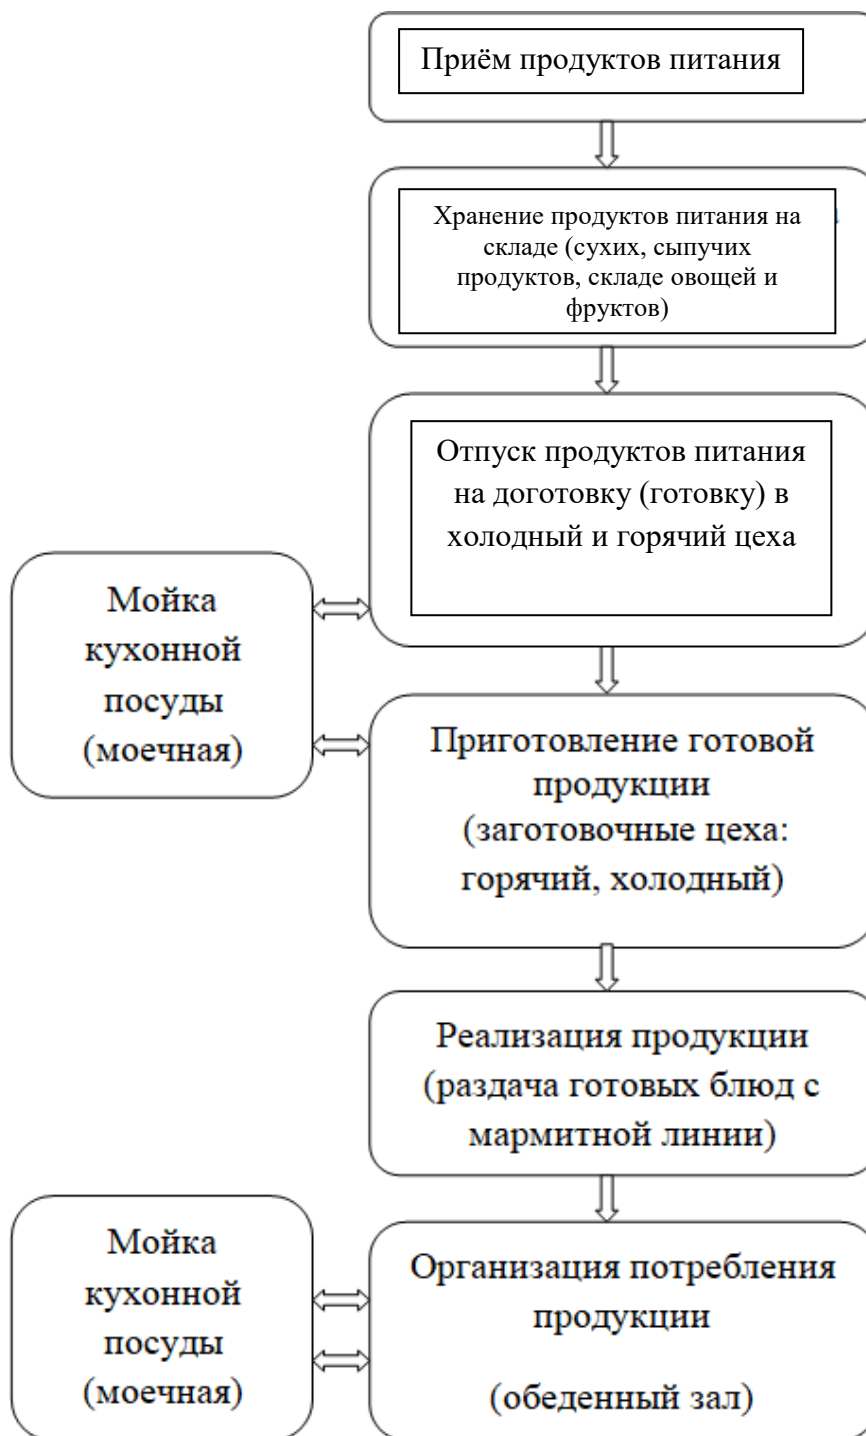 Приём продуктов питания
Хранение продуктов питания на
складе (сухих, сыпучих
продуктов, складе овощей и
фруктов)
Отпуск продуктов питания
на доготовку (готовку) в
холодный и горячий цеха
Мойка
кухонной
посуды
(моечная)
Приготовление готовой
продукции
(заготовочные цеха:
горячий, холодный)
Реализация продукции
(раздача готовых блюд с
мармитной линии)
Мойка
кухонной
посуды
(моечная)
Организация потребления
продукции
(обеденный зал)